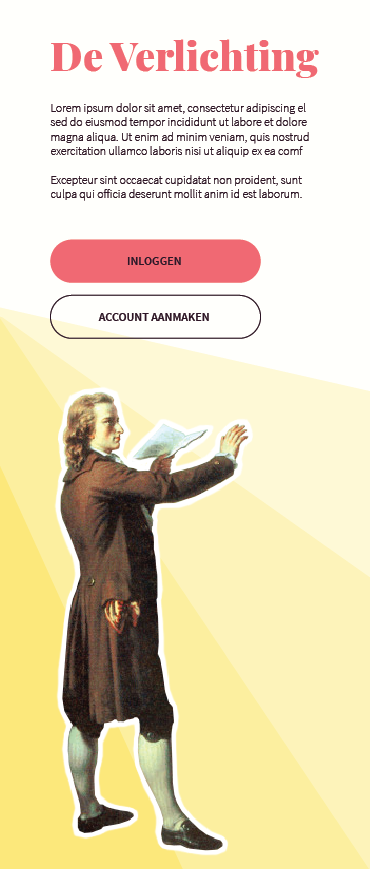 De Verlichting
Lorem ipsum dolor sit amet, consectetur adipiscing el
sed do eiusmod tempor incididunt ut labore et dolore
magna aliqua. Ut enim ad minim veniam, quis nostrud
exercitation ullamco laboris nisi ut aliquip ex ea comf
Excepteur sint occaecat cupidatat non proident, sunt
culpa qui officia deserunt mollit anim id est laborum.
INLOGGEN
ACCOUNT AANMAKEN